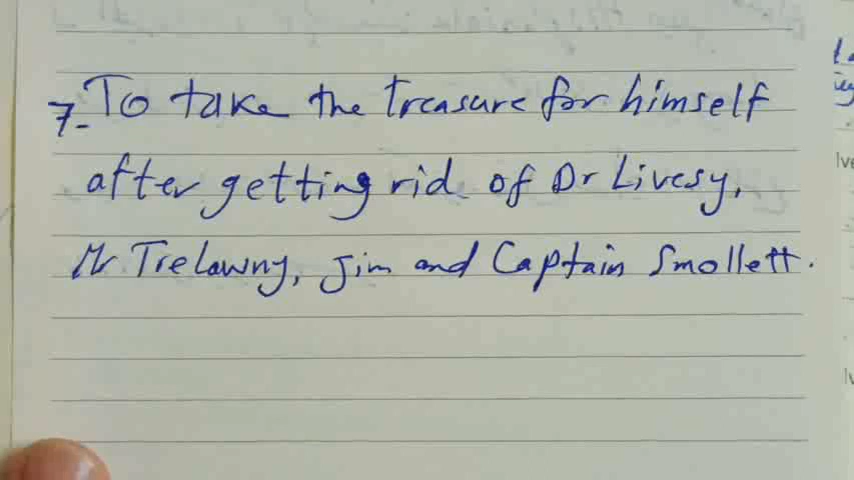 7- To take the treasure for himself
after getting rid of Dr Livesy,
Mr Trelawny, Jim and Captain Smollett.